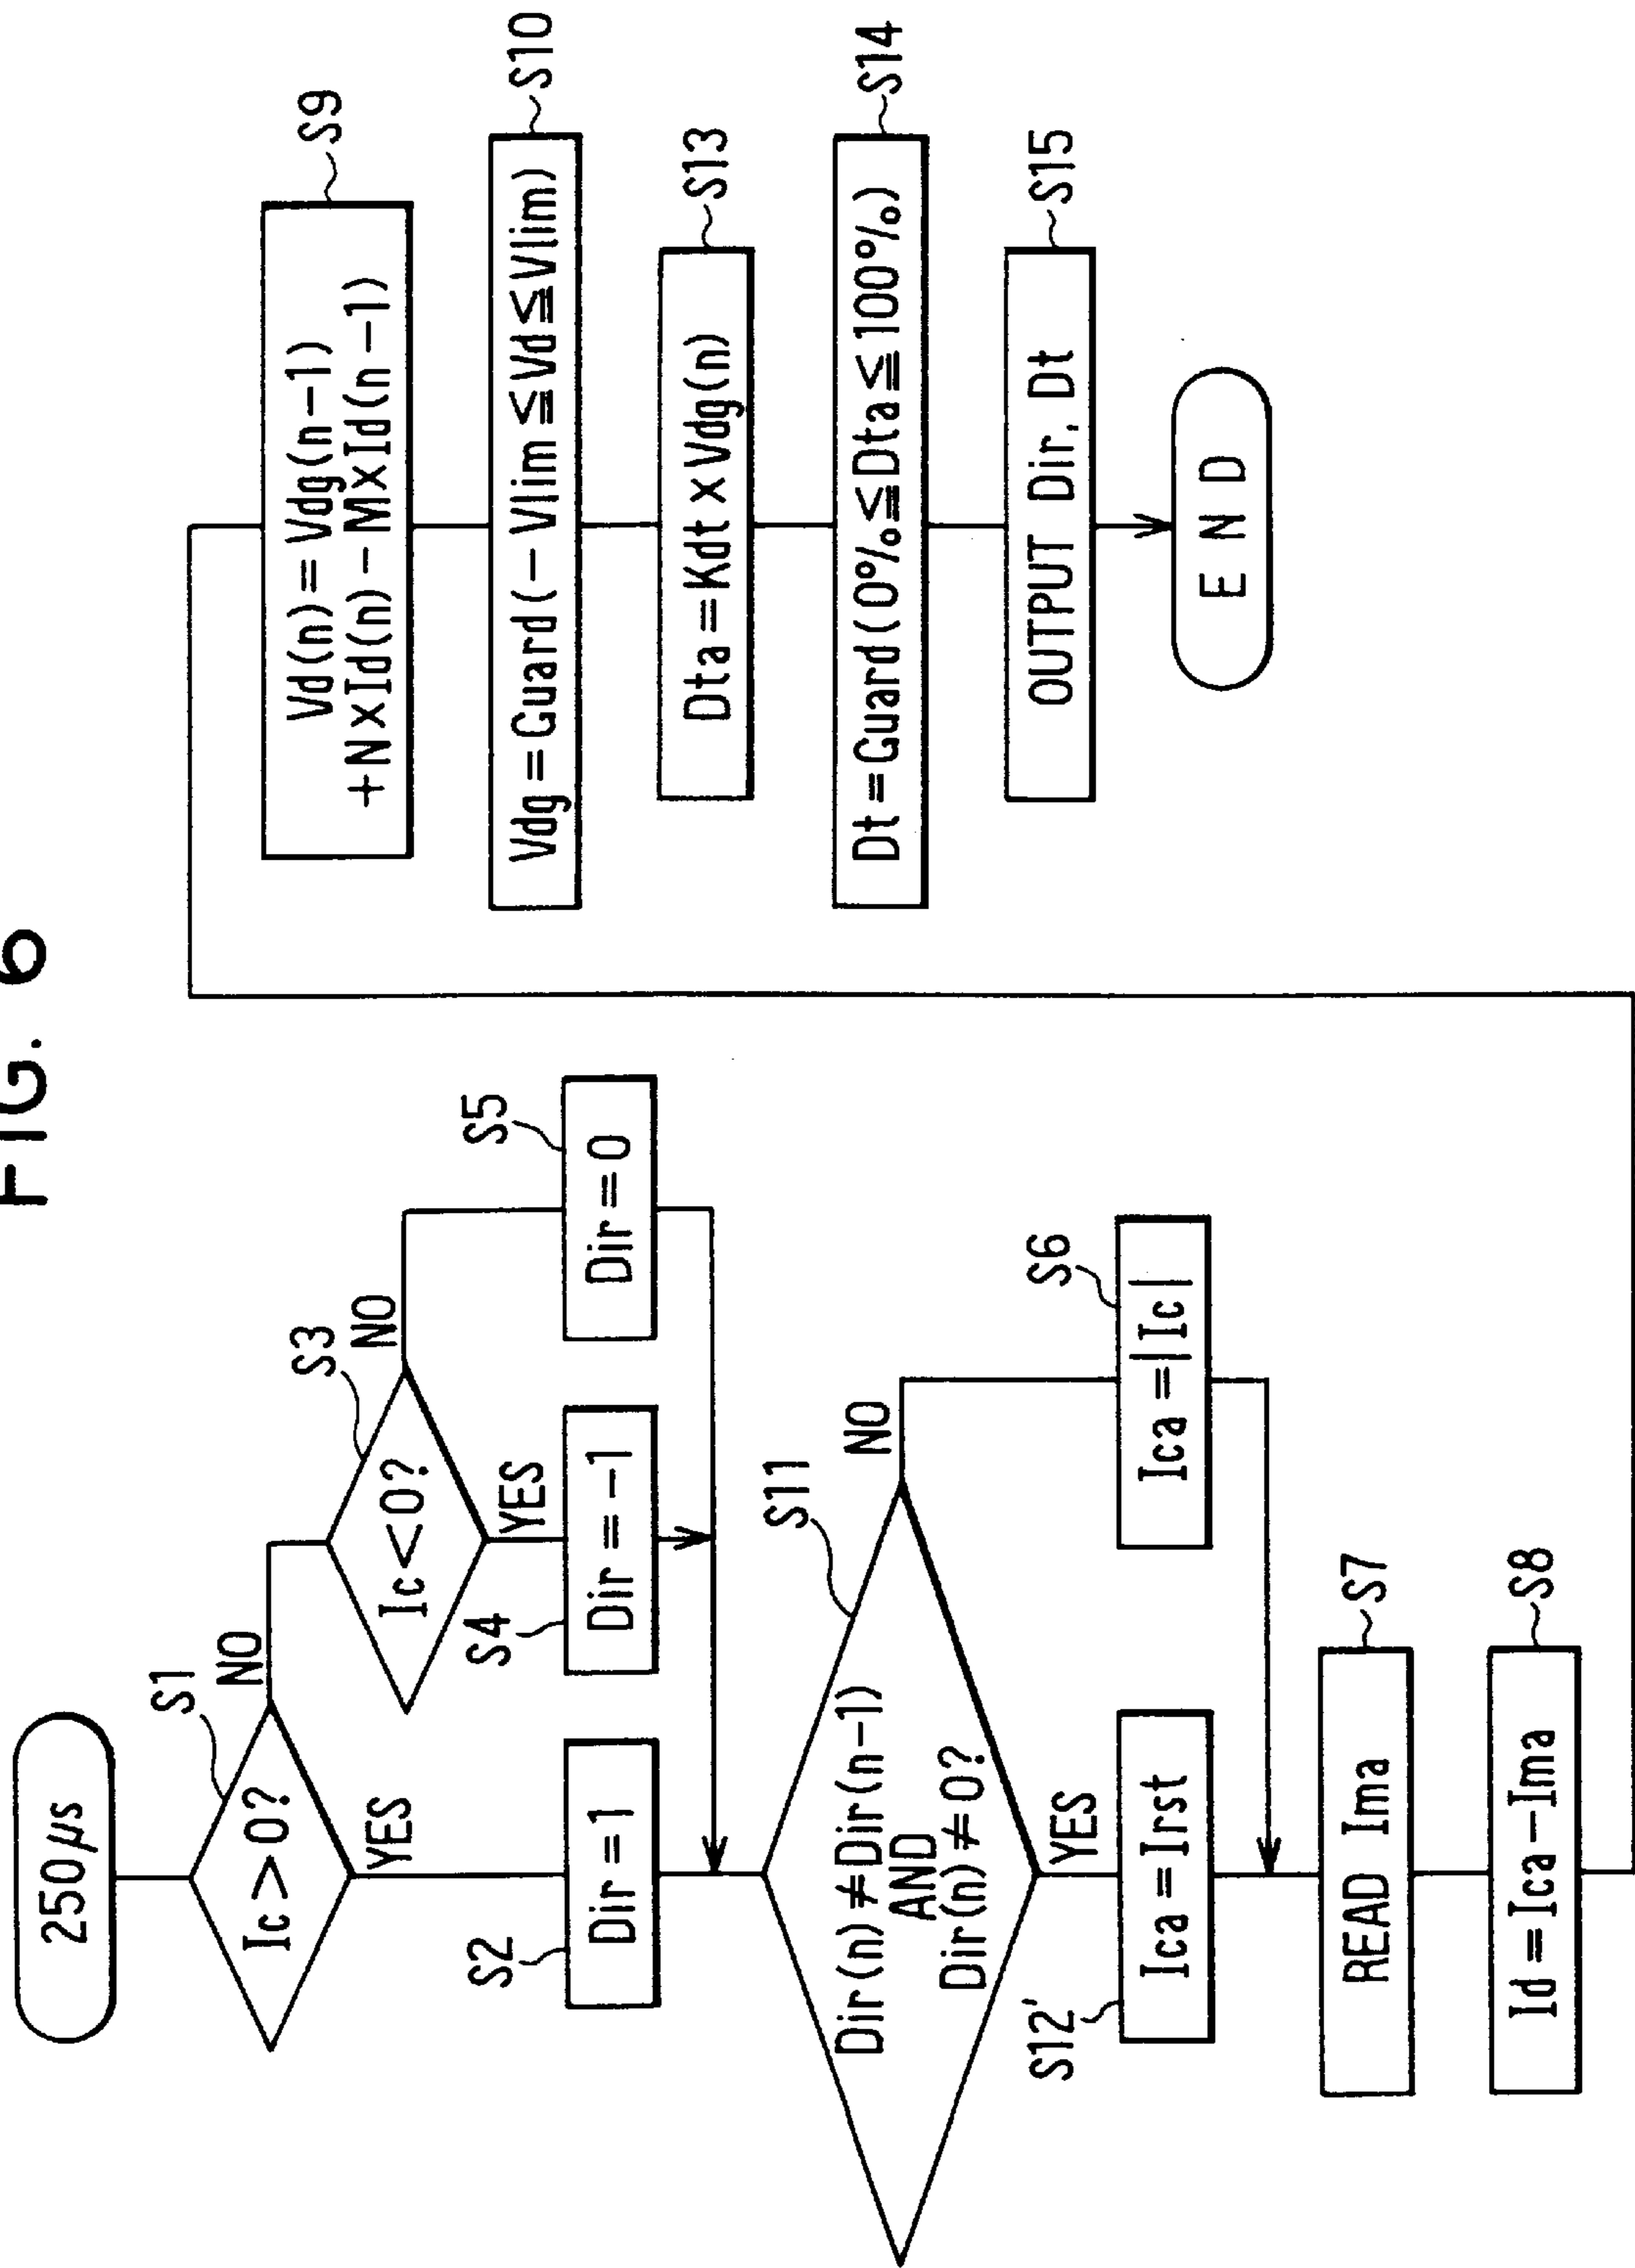 FIG. 6
250μs
S1
Ic>0?
NO
YES
S3
Ic<0?
NO
YES
S2
Dir=1
S4
Dir=-1
S5
Dir=0
S11
Dir(n)≠Dir(n-1)
AND
Dir(n)≠0?
NO
YES
S12'
Ica=Irst
S6
Ica=|Ic|
S7
READ Ima
S8
Id=Ica-Ima
S9
Vd(n)=Vdg(n-1)
+N×Id(n)-M×Id(n-1)
S10
Vdg=Guard(-Vlim≦Vd≦Vlim)
S13
Dta=Kdt×Vdg(n)
S14
Dt=Guard(0%≦Dta≦100%)
S15
OUTPUT Dir, Dt
END